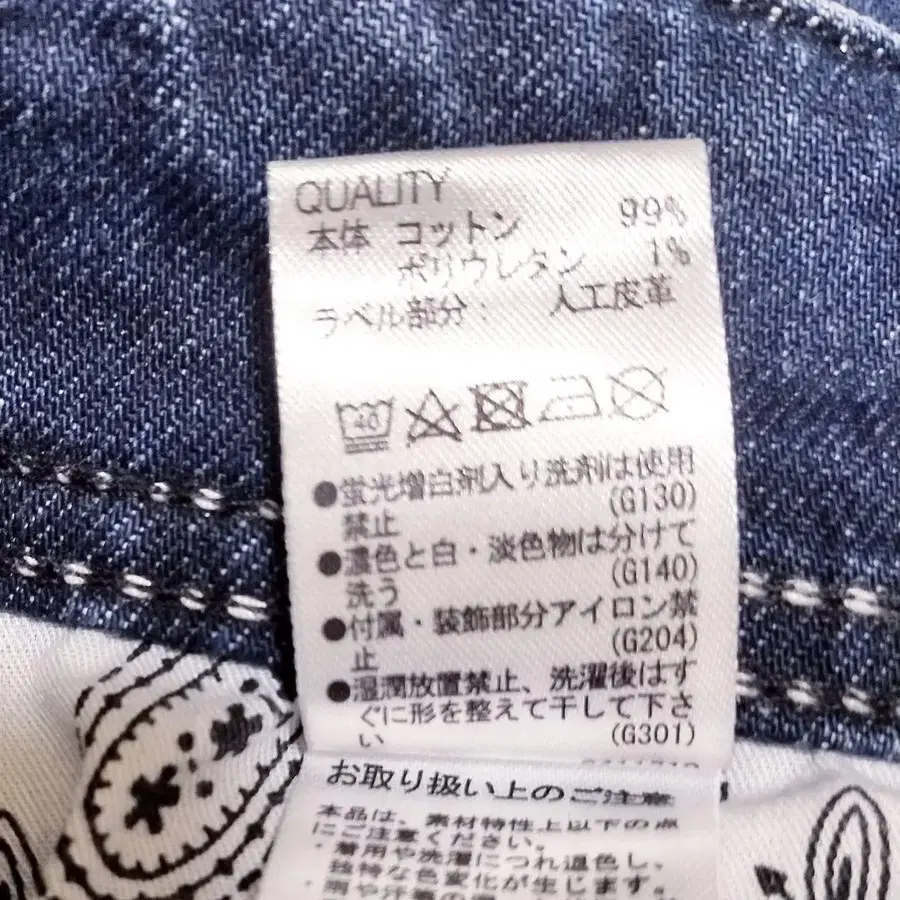 QUALITY
本体 コットン 99%
ポリウレタン 1%
ラベル部分： 人工皮革
40
●蛍光増白剤入り洗剤は使用
禁止 (G130)
●濃色と白・淡色物は分けて
洗う (G140)
●付属・装飾部分アイロン禁
止 (G204)
●湿潤放置禁止、洗濯後はす
ぐに形を整えて干して下さ
い (G301)
お取り扱い上のご注意
本品は、素材特性上以下の点
にご注意ください。
・着用や洗濯につれ退色し、
独特な色変化が生じます。
・雨や汗等の